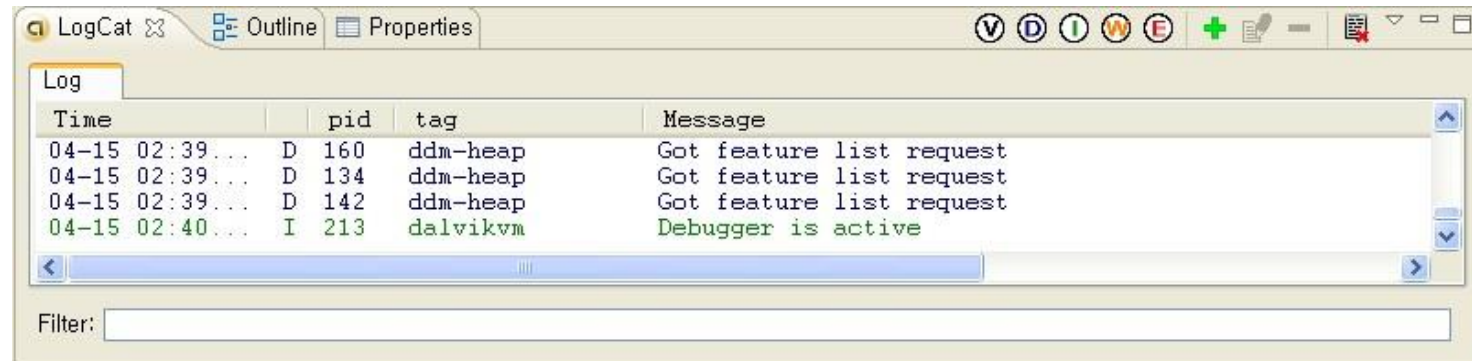 LogCat Outline Properties V D I W E
Log
Time pid tag Message
04-15 02:39... D 160 ddm-heap Got feature list request
04-15 02:39... D 134 ddm-heap Got feature list request
04-15 02:39... D 142 ddm-heap Got feature list request
04-15 02:40... I 213 dalvikvm Debugger is active
Filter: